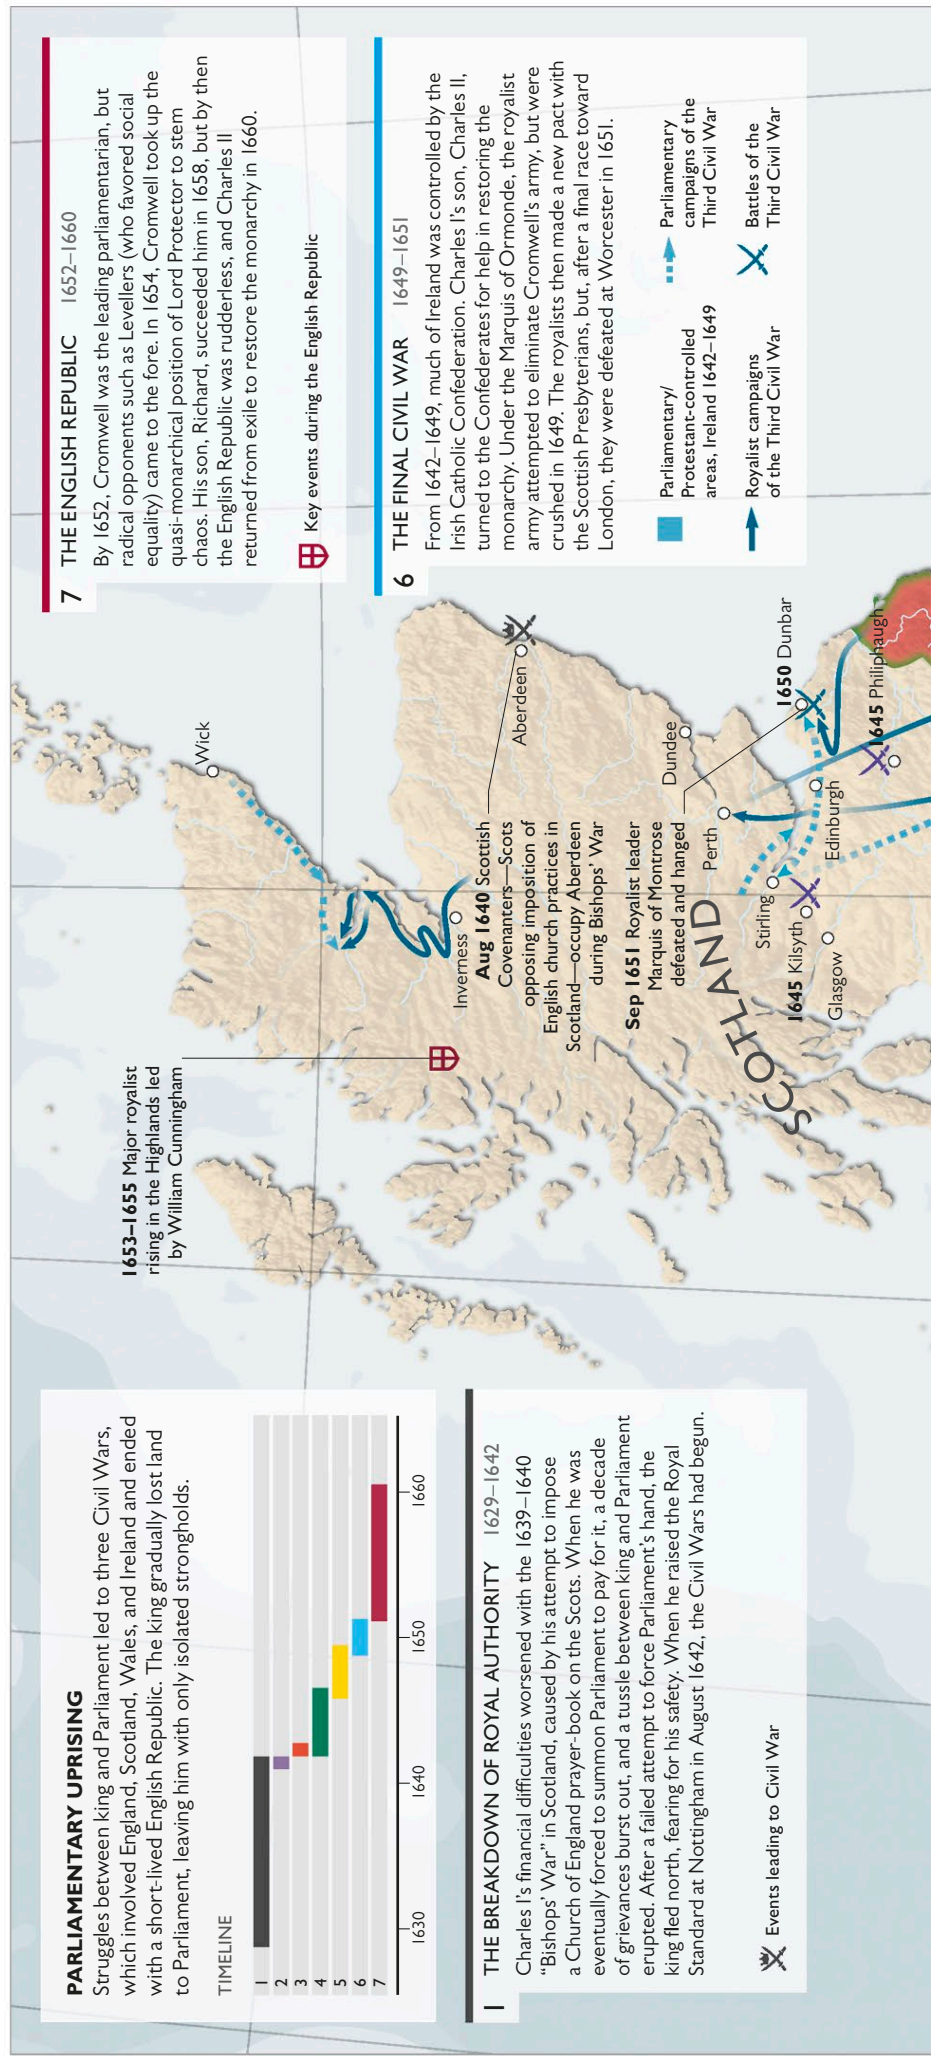 PARLIAMENTARY UPRISING
Struggles between king and Parliament led to three Civil Wars,
which involved England, Scotland, Wales, and Ireland and ended
with a short-lived English Republic. The king gradually lost land
to Parliament, leaving him with only isolated strongholds.
TIMELINE
1
2
3
4
5
6
7
1630
1640
1650
1660
1 THE BREAKDOWN OF ROYAL AUTHORITY 1629–1642
Charles I's financial difficulties worsened with the 1639–1640
“Bishops' War” in Scotland, caused by his attempt to impose
a Church of England prayer-book on the Scots. When he was
eventually forced to summon Parliament to pay for it, a decade
of grievances burst out, and a tussle between king and Parliament
erupted. After a failed attempt to force Parliament's hand, the
king fled north, fearing for his safety. When he raised the Royal
Standard at Nottingham in August 1642, the Civil Wars had begun.
Events leading to Civil War
1653–1655 Major royalist
rising in the Highlands led
by William Cunningham
Wick
Inverness
Aug 1640 Scottish
Covenanters—Scots
opposing imposition of
English church practices in
Scotland—occupy Aberdeen
during Bishops' War
Aberdeen
Sep 1651 Royalist leader
Marquis of Montrose
defeated and hanged
Dundee
Perth
SCOTLAND
Stirling
1645 Kilsyth
Glasgow
Edinburgh
1650 Dunbar
1645 Philiphaugh
7 THE ENGLISH REPUBLIC 1652–1660
By 1652, Cromwell was the leading parliamentarian, but
radical opponents such as Levellers (who favored social
equality) came to the fore. In 1654, Cromwell took up the
quasi-monarchical position of Lord Protector to stem
chaos. His son, Richard, succeeded him in 1658, but by then
the English Republic was rudderless, and Charles II
returned from exile to restore the monarchy in 1660.
Key events during the English Republic
6 THE FINAL CIVIL WAR 1649–1651
From 1642–1649, much of Ireland was controlled by the
Irish Catholic Confederation. Charles I's son, Charles II,
turned to the Confederates for help in restoring the
monarchy. Under the Marquis of Ormonde, the royalist
army attempted to eliminate Cromwell's army, but were
crushed in 1649. The royalists then made a new pact with
the Scottish Presbyterians, but, after a final race toward
London, they were defeated at Worcester in 1651.
Parliamentary/
Protestant-controlled
areas, Ireland 1642–1649
Parliamentary
campaigns of the
Third Civil War
Royalist campaigns
of the Third Civil War
Battles of the
Third Civil War